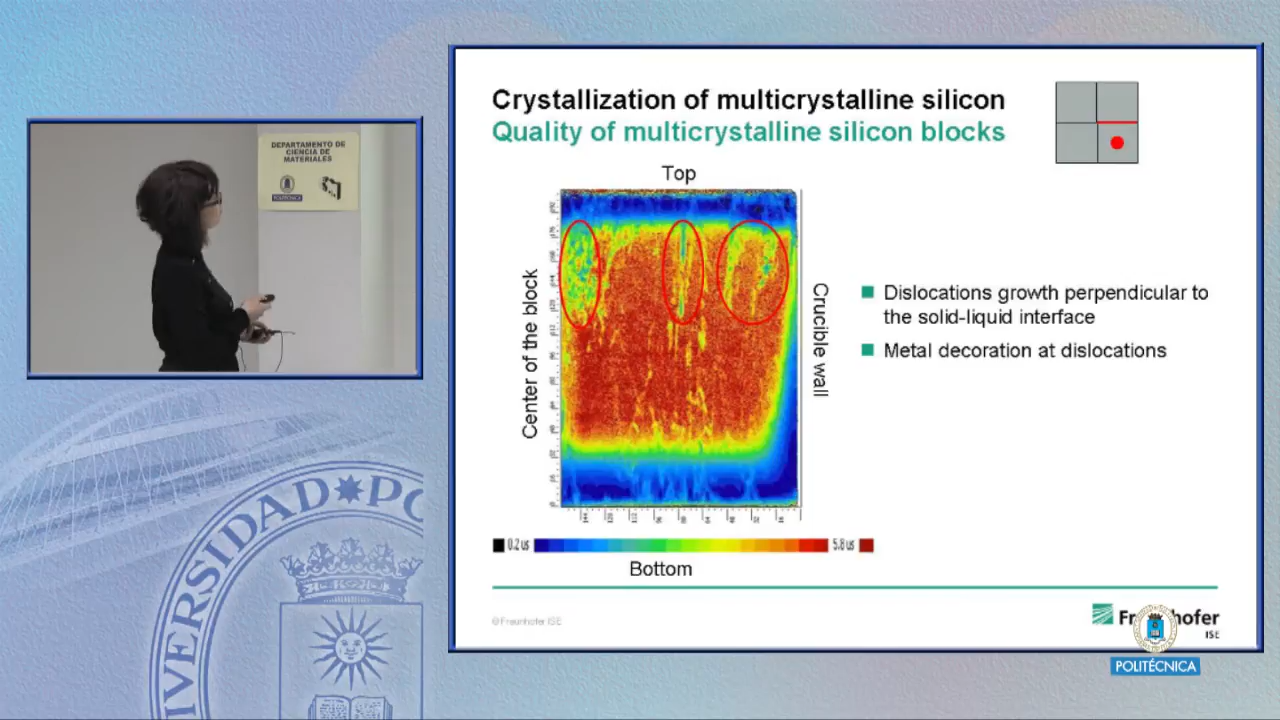 Crystallization of multicrystalline silicon
Quality of multicrystalline silicon blocks
DEPARTAMENTO DE
CIENCIA DE
MATERIALES
POLITÉCNICA
Top
Center of the block
Crucible wall
Dislocations growth perpendicular to
the solid-liquid interface
Metal decoration at dislocations
0.2 us
5.8 us
Bottom
© Fraunhofer ISE
ISE
POLITÉCNICA